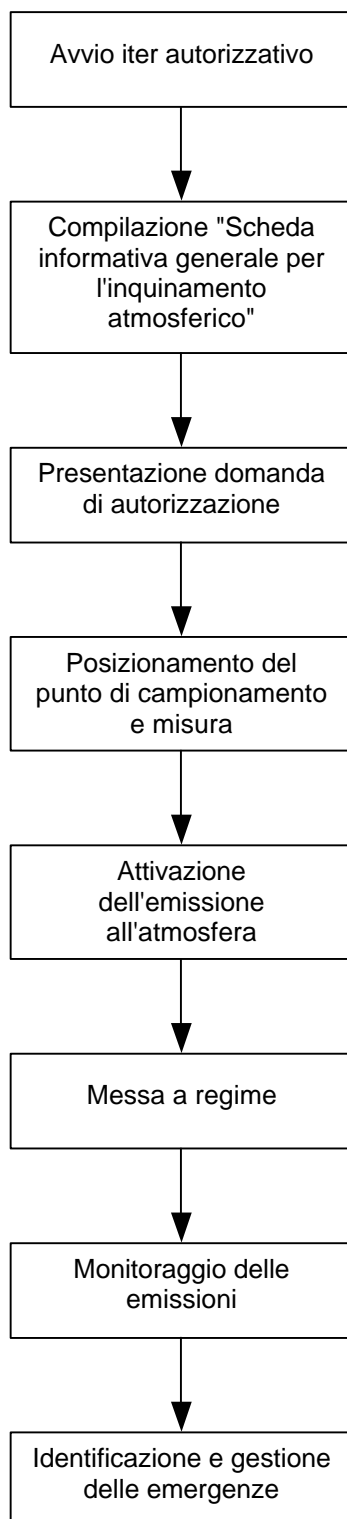 Avvio iter autorizzativo
Compilazione "Scheda
informativa generale per
l'inquinamento
atmosferico"
Presentazione domanda
di autorizzazione
Posizionamento del
punto di campionamento
e misura
Attivazione
dell'emissione
all'atmosfera
Messa a regime
Monitoraggio delle
emissioni
Identificazione e gestione
delle emergenze